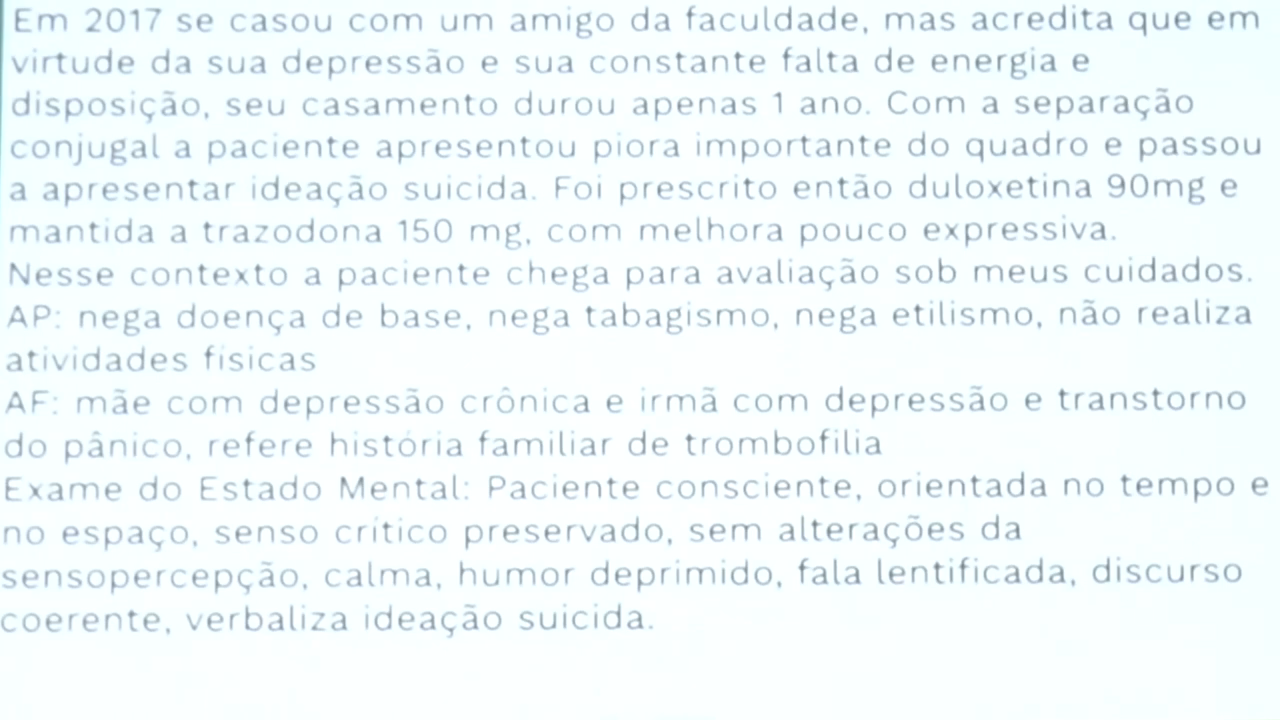 Em 2017 se casou com um amigo da faculdade, mas acredita que em
virtude da sua depressão e sua constante falta de energia e
disposição, seu casamento durou apenas 1 ano. Com a separação
conjugal a paciente apresentou piora importante do quadro e passou
a apresentar ideação suicida. Foi prescrito então duloxetina 90mg e
mantida a trazodona 150 mg, com melhora pouco expressiva.
Nesse contexto a paciente chega para avaliação sob meus cuidados.
AP: nega doença de base, nega tabagismo, nega etilismo, não realiza
atividades fisicas
AF: mãe com depressão crônica e irmã com depressão e transtorno
do pânico, refere história familiar de trombofilia
Exame do Estado Mental: Paciente consciente, orientada no tempo e
no espaço, senso crítico preservado, sem alterações da
sensopercepção, calma, humor deprimido, fala lentificada, discurso
coerente, verbaliza ideação suicida.